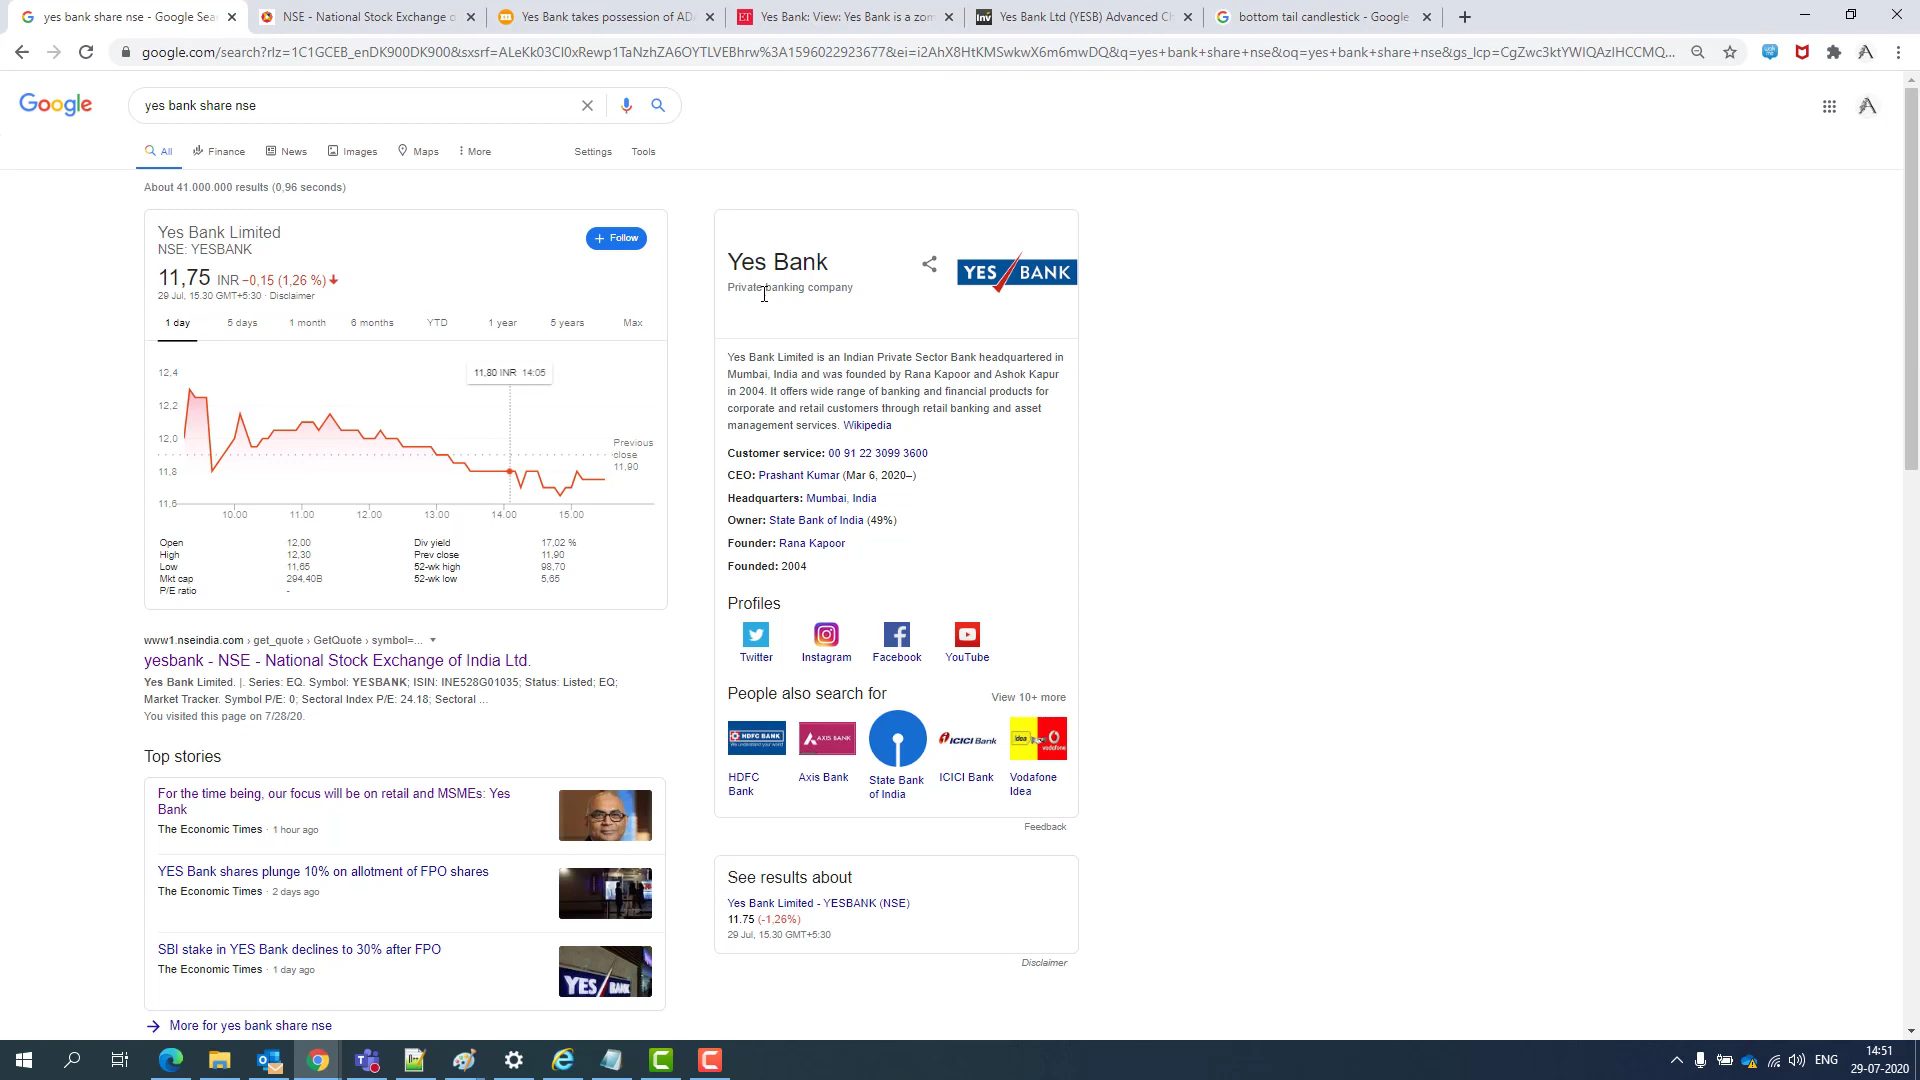 yes bank share nse - Google Sea
NSE - National Stock Exchange o
Yes Bank takes possession of AD
Yes Bank: View: Yes Bank is a zom
Yes Bank Ltd (YESB) Advanced Ch
bottom tail candlestick - Google
google.com/search?rlz=1C1GCEB_enDK900DK900&sxsrf=ALeKk03CI0xRewp1TaNzhZA6OYTLVEBhrw%3A1596022923677&ei=i2AhX8HtKMSwkwX6m6mwDQ&q=yes+bank+share+nse&oq=yes+bank+share+nse&gs_lcp=CgZwc3ktYWIQAzIHCCMQ...
Google
yes bank share nse
All
Finance
News
Images
Maps
More
Settings
Tools
About 41.000.000 results (0,96 seconds)
Yes Bank Limited
NSE: YESBANK
Follow
11,75 INR −0,15 (1,26 %)
29 Jul, 15.30 GMT+5:30 · Disclaimer
1 day
5 days
1 month
6 months
YTD
1 year
5 years
Max
11,80 INR 14:05
12,4
12,2
12,0
11,8
11,6
Previous
close
11,90
10.00
11.00
12.00
13.00
14.00
15.00
Open 12,00
High 12,30
Low 11,65
Mkt cap 294,40B
P/E ratio -
Div yield 17,02 %
Prev close 11,90
52-wk high 98,70
52-wk low 5,65
www1.nseindia.com › get_quote › GetQuote › symbol=...
yesbank - NSE - National Stock Exchange of India Ltd.
Yes Bank Limited. |. Series: EQ. Symbol: YESBANK; ISIN: INE528G01035; Status: Listed; EQ;
Market Tracker. Symbol P/E: 0; Sectoral Index P/E: 24.18; Sectoral ...
You visited this page on 7/28/20.
Top stories
For the time being, our focus will be on retail and MSMEs: Yes
Bank
The Economic Times · 1 hour ago
YES Bank shares plunge 10% on allotment of FPO shares
The Economic Times · 2 days ago
SBI stake in YES Bank declines to 30% after FPO
The Economic Times · 1 day ago
YES BANK
More for yes bank share nse
Yes Bank
Private banking company
YES BANK
Yes Bank Limited is an Indian Private Sector Bank headquartered in
Mumbai, India and was founded by Rana Kapoor and Ashok Kapur
in 2004. It offers wide range of banking and financial products for
corporate and retail customers through retail banking and asset
management services. Wikipedia
Customer service: 00 91 22 3099 3600
CEO: Prashant Kumar (Mar 6, 2020–)
Headquarters: Mumbai, India
Owner: State Bank of India (49%)
Founder: Rana Kapoor
Founded: 2004
Profiles
Twitter
Instagram
Facebook
YouTube
People also search for
View 10+ more
HDFC BANK
We understand your world
AXIS BANK
ICICI Bank
idea
vodafone
HDFC
Bank
Axis Bank
State Bank
of India
ICICI Bank
Vodafone
Idea
Feedback
See results about
Yes Bank Limited - YESBANK (NSE)
11.75 (-1,26%)
29 Jul, 15.30 GMT+5:30
Disclaimer
ENG
14:51
29-07-2020